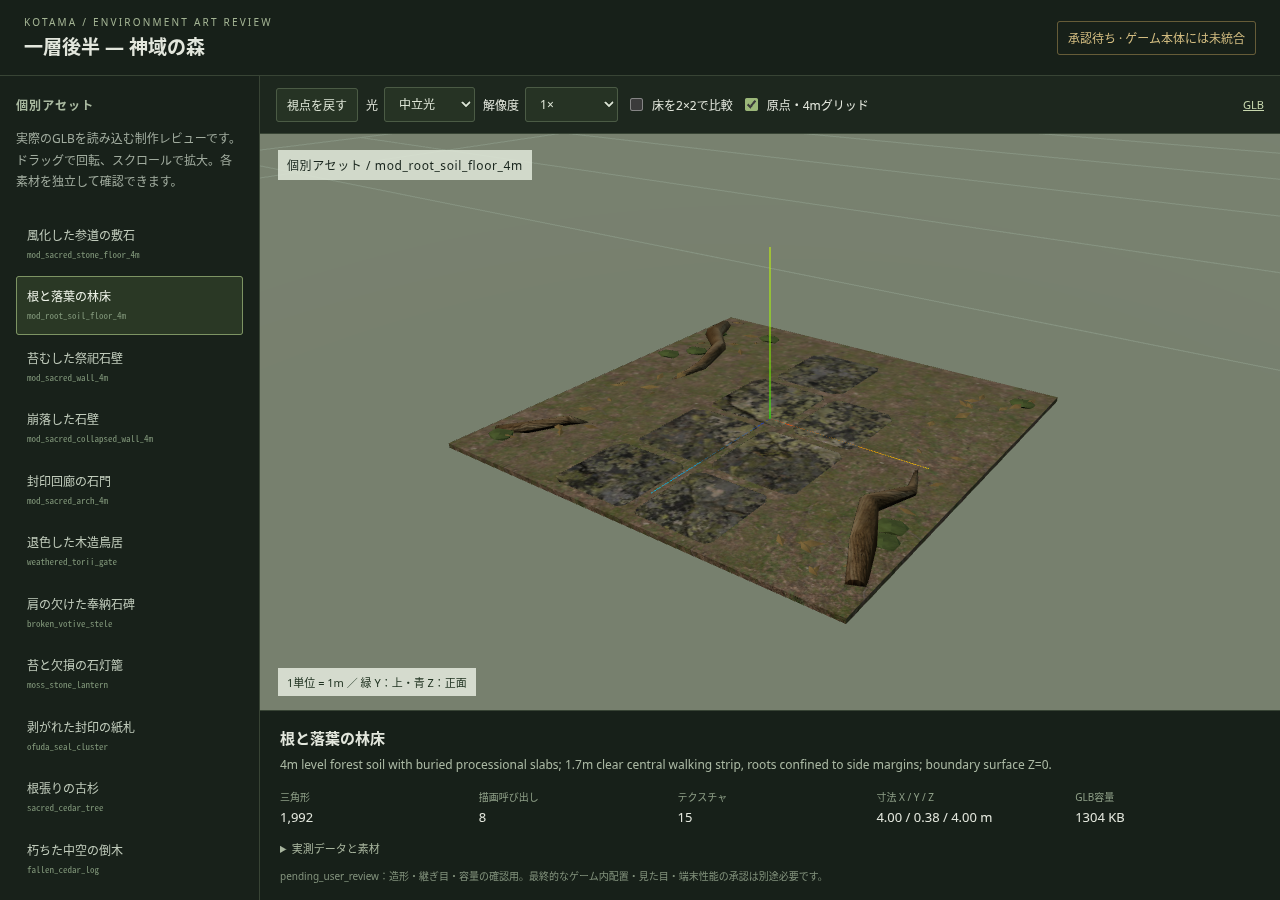 KOTAMA / ENVIRONMENT ART REVIEW
一層後半 — 神域の森
承認待ち · ゲーム本体には未統合
個別アセット
実際のGLBを読み込む制作レビューです。
ドラッグで回転、スクロールで拡大。各
素材を独立して確認できます。
風化した参道の敷石
mod_sacred_stone_floor_4m
根と落葉の林床
mod_root_soil_floor_4m
苔むした祭祀石壁
mod_sacred_wall_4m
崩落した石壁
mod_sacred_collapsed_wall_4m
封印回廊の石門
mod_sacred_arch_4m
退色した木造鳥居
weathered_torii_gate
肩の欠けた奉納石碑
broken_votive_stele
苔と欠損の石灯籠
moss_stone_lantern
剥がれた封印の紙札
ofuda_seal_cluster
根張りの古杉
sacred_cedar_tree
朽ちた中空の倒木
fallen_cedar_log
視点を戻す 光 中立光 解像度 1× 床を2×2で比較 原点・4mグリッド GLB
個別アセット / mod_root_soil_floor_4m
1単位 = 1m ／ 緑 Y：上・青 Z：正面
根と落葉の林床
4m level forest soil with buried processional slabs; 1.7m clear central walking strip, roots confined to side margins; boundary surface Z=0.
三角形 描画呼び出し テクスチャ 寸法 X / Y / Z GLB容量
1,992 8 15 4.00 / 0.38 / 4.00 m 1304 KB
▶ 実測データと素材
pending_user_review：造形・継ぎ目・容量の確認用。最終的なゲーム内配置・見た目・端末性能の承認は別途必要です。